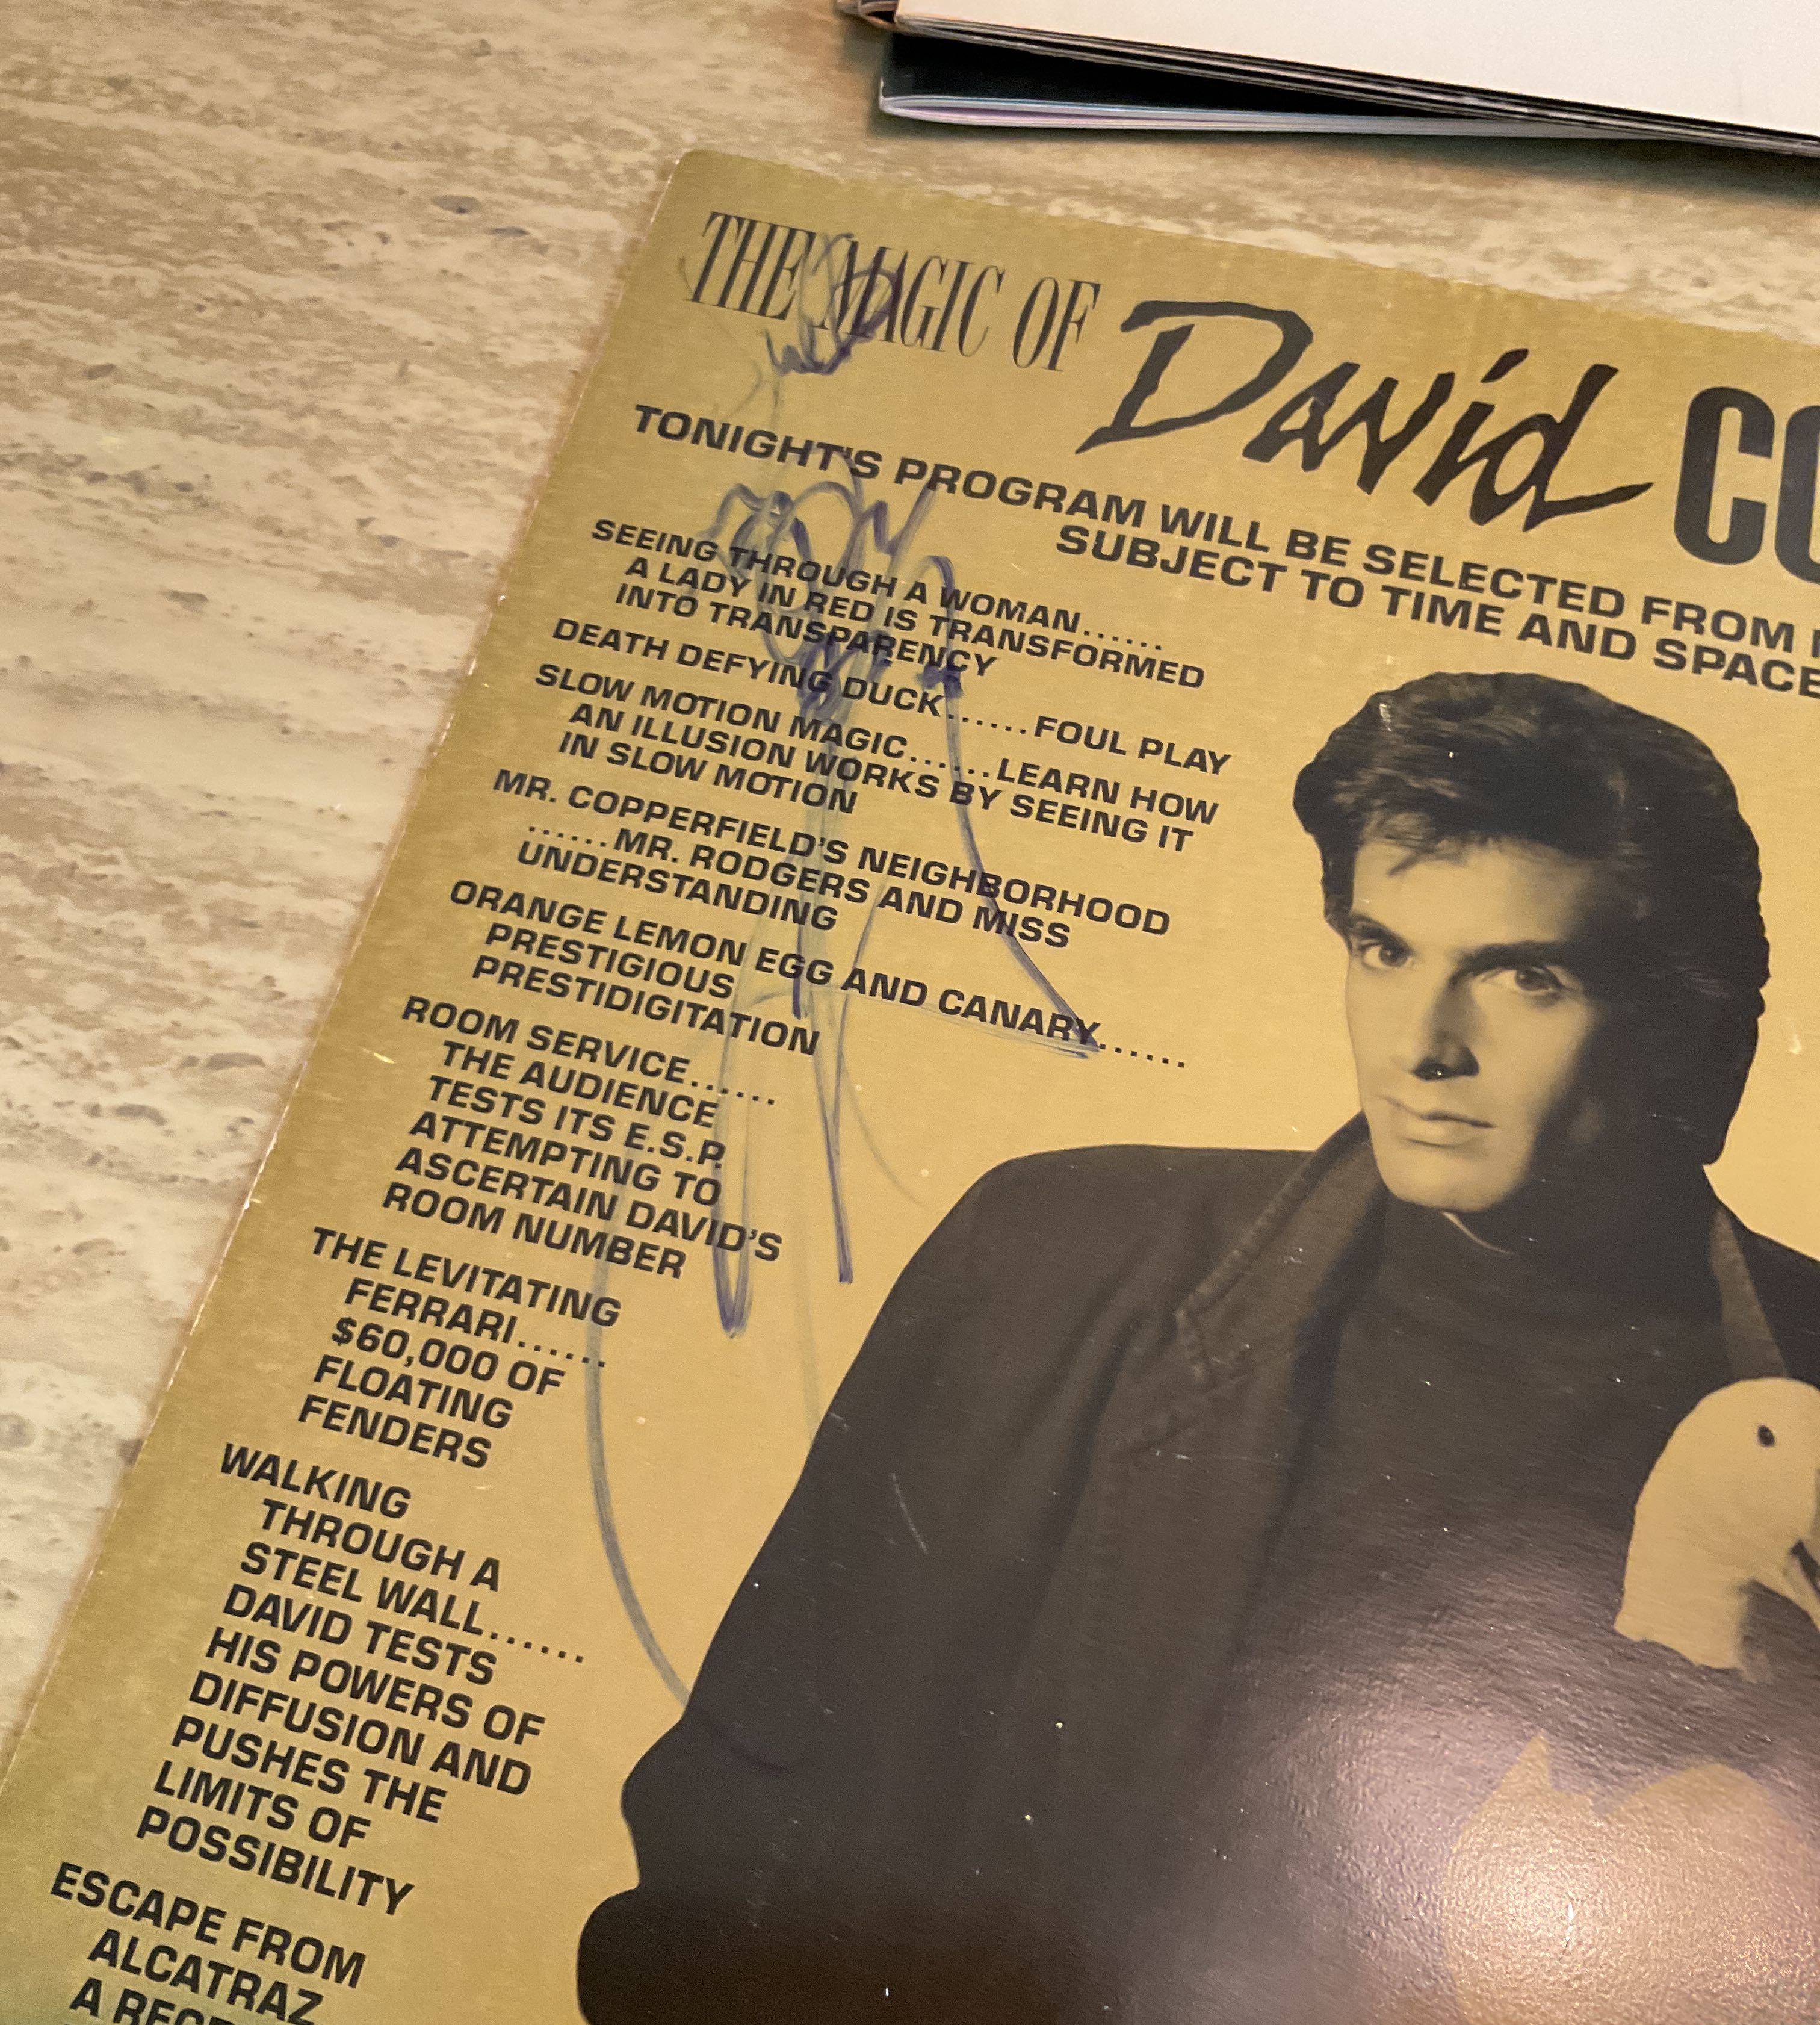 THE MAGIC OF David CO
TONIGHT'S PROGRAM WILL BE SELECTED FROM
SUBJECT TO TIME AND SPACE
SEEING THROUGH A WOMAN......
A LADY IN RED IS TRANSFORMED
INTO TRANSPARENCY
DEATH DEFYING DUCK......FOUL PLAY
SLOW MOTION MAGIC......LEARN HOW
AN ILLUSION WORKS BY SEEING IT
IN SLOW MOTION
MR. COPPERFIELD'S NEIGHBORHOOD
......MR. RODGERS AND MISS
UNDERSTANDING
ORANGE LEMON EGG AND CANARY......
PRESTIGIOUS
PRESTIDIGITATION
ROOM SERVICE......
THE AUDIENCE
TESTS ITS E.S.P.
ATTEMPTING TO
ASCERTAIN DAVID'S
ROOM NUMBER
THE LEVITATING
FERRARI......
$60,000 OF
FLOATING
FENDERS
WALKING
THROUGH A
STEEL WALL......
DAVID TESTS
HIS POWERS OF
DIFFUSION AND
PUSHES THE
LIMITS OF
POSSIBILITY
ESCAPE FROM
ALCATRAZ